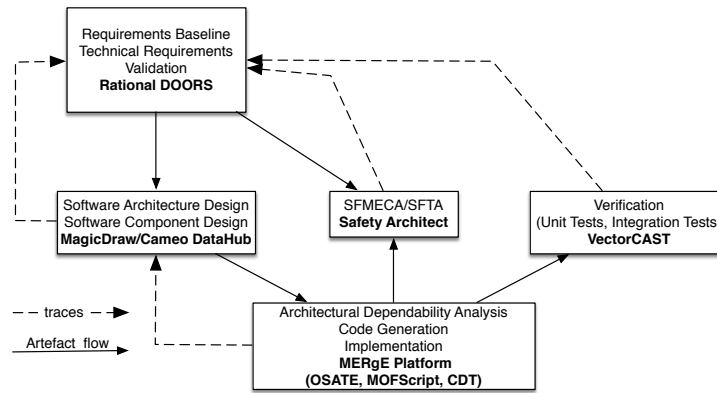 Requirements Baseline
Technical Requirements
Validation
Rational DOORS
Software Architecture Design
Software Component Design
MagicDraw/Cameo DataHub
SFMECA/SFTA
Safety Architect
Verification
(Unit Tests, Integration Tests
VectorCAST
traces
Artefact flow
Architectural Dependability Analysis
Code Generation
Implementation
MERgE Platform
(OSATE, MOFScript, CDT)